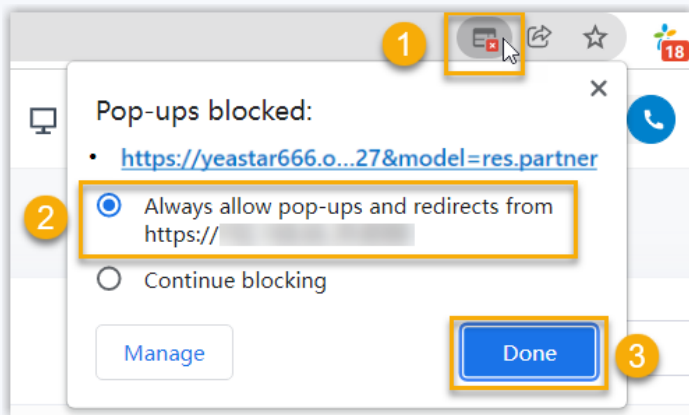 1
18
Pop-ups blocked:
• https://yeastar666.o...27&model=res.partner
2
Always allow pop-ups and redirects from
https://
Continue blocking
Manage
Done
3